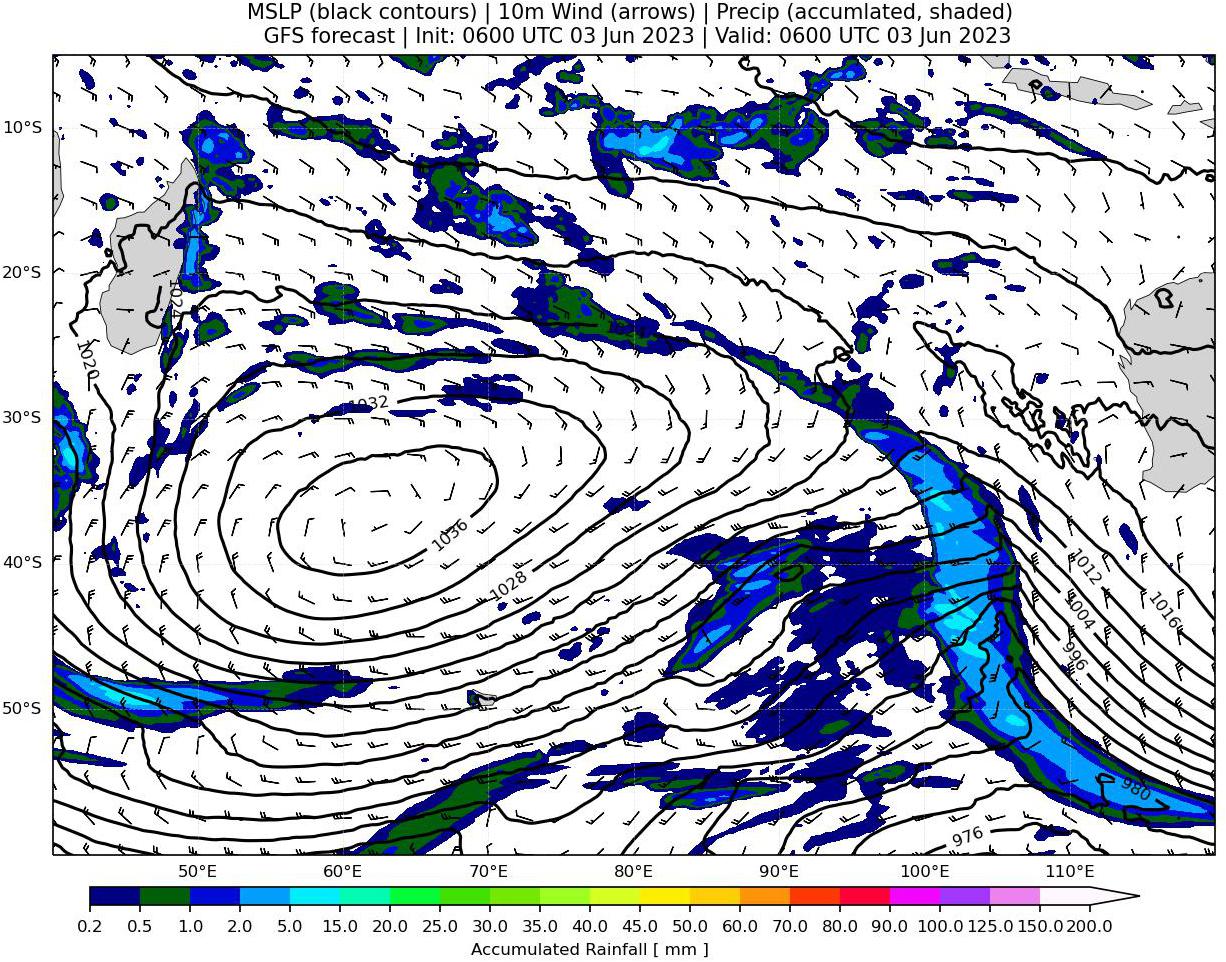 MSLP (black contours) | 10m Wind (arrows) | Precip (accumlated, shaded)
GFS forecast | Init: 0600 UTC 03 Jun 2023 | Valid: 0600 UTC 03 Jun 2023
10°S
20°S
1024
1020
30°S
1032
1036
40°S
1028
1012
1004
1016
996
50°S
980
976
50°E 60°E 70°E 80°E 90°E 100°E 110°E
0.2 0.5 1.0 2.0 5.0 15.0 20.0 25.0 30.0 35.0 40.0 45.0 50.0 60.0 70.0 80.0 90.0 100.0 125.0 150.0 200.0
Accumulated Rainfall [ mm ]